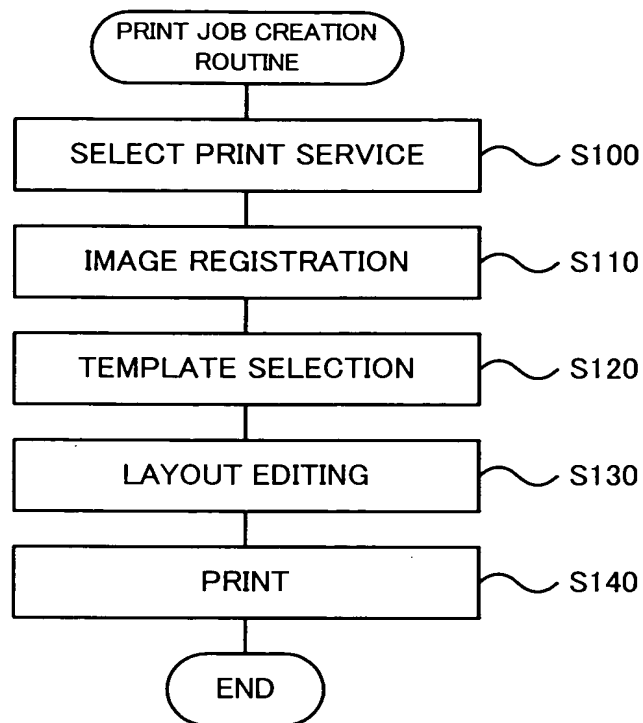 PRINT JOB CREATION
ROUTINE
SELECT PRINT SERVICE S100
IMAGE REGISTRATION S110
TEMPLATE SELECTION S120
LAYOUT EDITING S130
PRINT S140
END